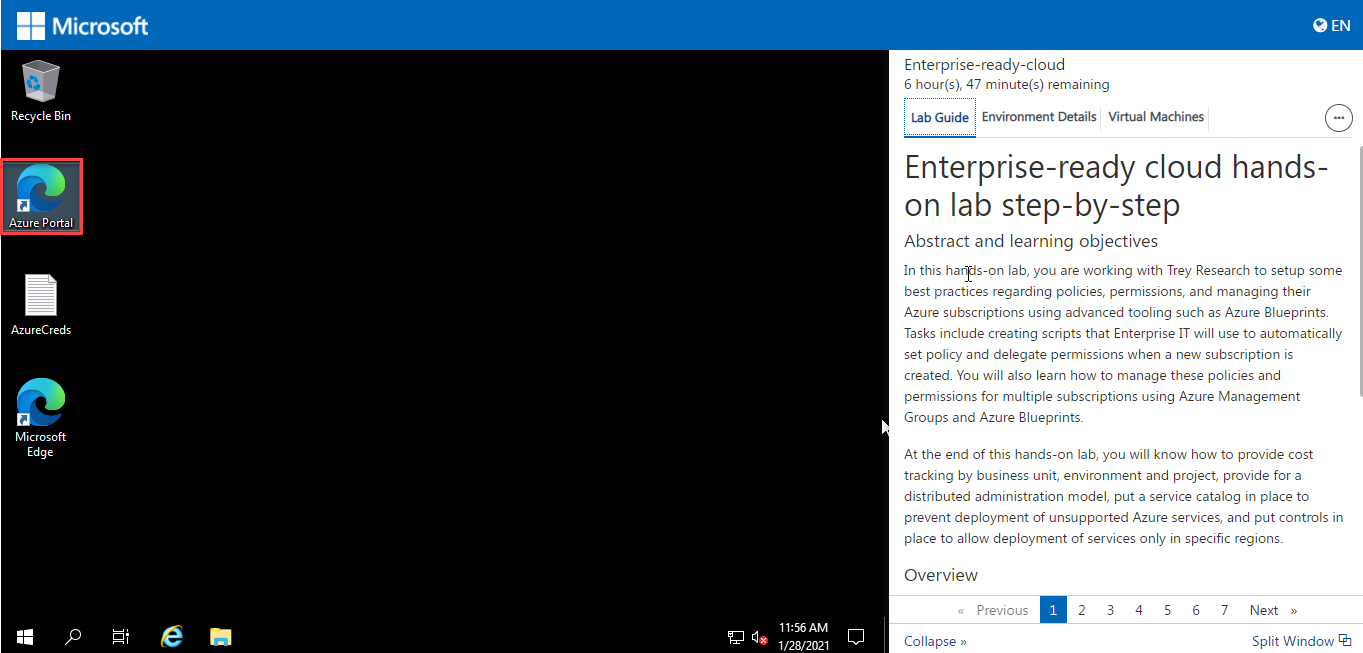 Microsoft
EN
Recycle Bin
Azure Portal
AzureCreds
Microsoft
Edge
11:56 AM
1/28/2021
Enterprise-ready-cloud
6 hour(s), 47 minute(s) remaining
Lab Guide Environment Details Virtual Machines
Enterprise-ready cloud hands-
on lab step-by-step
Abstract and learning objectives
In this hands-on lab, you are working with Trey Research to setup some
best practices regarding policies, permissions, and managing their
Azure subscriptions using advanced tooling such as Azure Blueprints.
Tasks include creating scripts that Enterprise IT will use to automatically
set policy and delegate permissions when a new subscription is
created. You will also learn how to manage these policies and
permissions for multiple subscriptions using Azure Management
Groups and Azure Blueprints.
At the end of this hands-on lab, you will know how to provide cost
tracking by business unit, environment and project, provide for a
distributed administration model, put a service catalog in place to
prevent deployment of unsupported Azure services, and put controls in
place to allow deployment of services only in specific regions.
Overview
« Previous 1 2 3 4 5 6 7 Next »
Collapse » Split Window